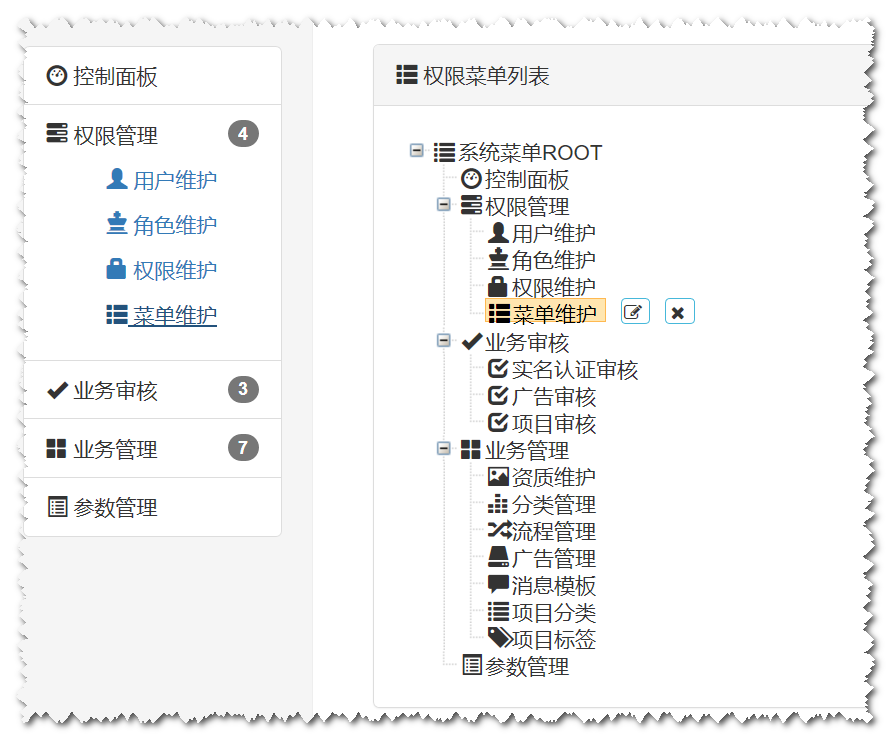 控制面板
权限管理 4
用户维护
角色维护
权限维护
菜单维护
业务审核 3
业务管理 7
参数管理
权限菜单列表
系统菜单ROOT
控制面板
权限管理
用户维护
角色维护
权限维护
菜单维护
业务审核
实名认证审核
广告审核
项目审核
业务管理
资质维护
分类管理
流程管理
广告管理
消息模板
项目分类
项目标签
参数管理